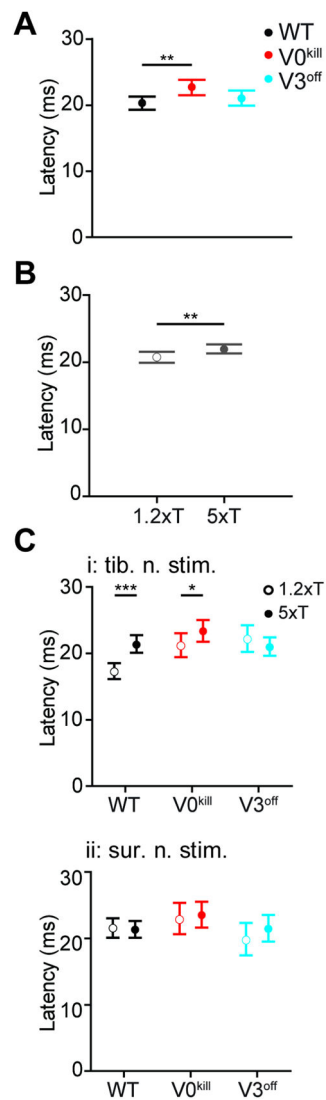 A
WT
V0kill
V3off
**
30
20
10
0
Latency (ms)
B
**
30
20
10
0
Latency (ms)
1.2xT
5xT
C
i: tib. n. stim.
1.2xT
5xT
***
*
30
20
10
0
Latency (ms)
WT
V0kill
V3off
ii: sur. n. stim.
30
20
10
0
Latency (ms)
WT
V0kill
V3off